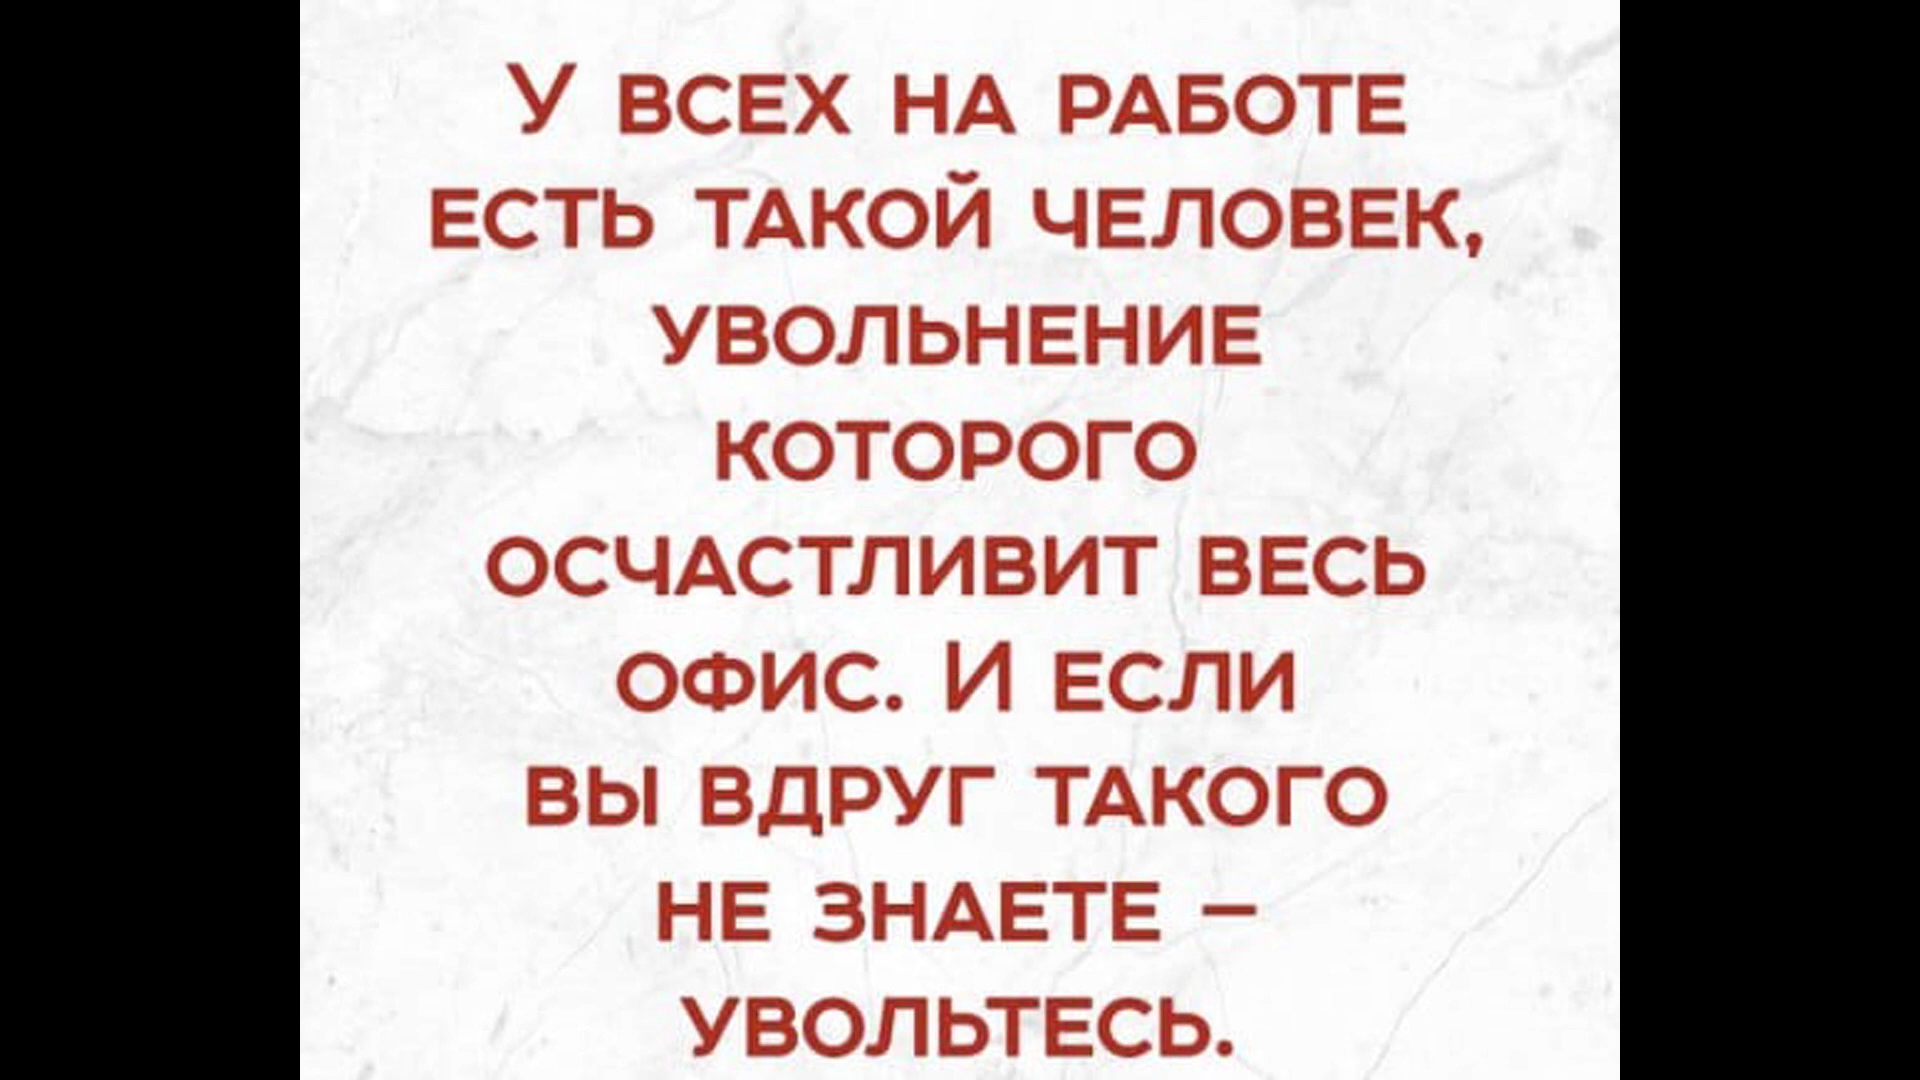 У ВСЕХ НА РАБОТЕ
ЕСТЬ ТАКОЙ ЧЕЛОВЕК,
УВОЛЬНЕНИЕ
КОТОРОГО
ОСЧАСТЛИВИТ ВЕСЬ
ОФИС. И ЕСЛИ
ВЫ ВДРУГ ТАКОГО
НЕ ЗНАЕТЕ –
УВОЛЬТЕСЬ.